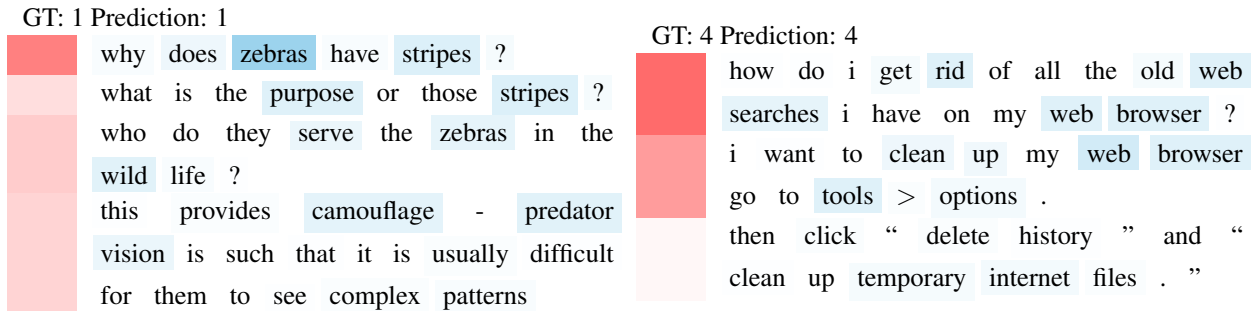 GT: 1 Prediction: 1
why does zebras have stripes ?
what is the purpose or those stripes ?
who do they serve the zebras in the
wild life ?
this provides camouflage - predator
vision is such that it is usually difficult
for them to see complex patterns
GT: 4 Prediction: 4
how do i get rid of all the old web
searches i have on my web browser ?
i want to clean up my web browser
go to tools > options .
then click “ delete history ” and “
clean up temporary internet files . ”